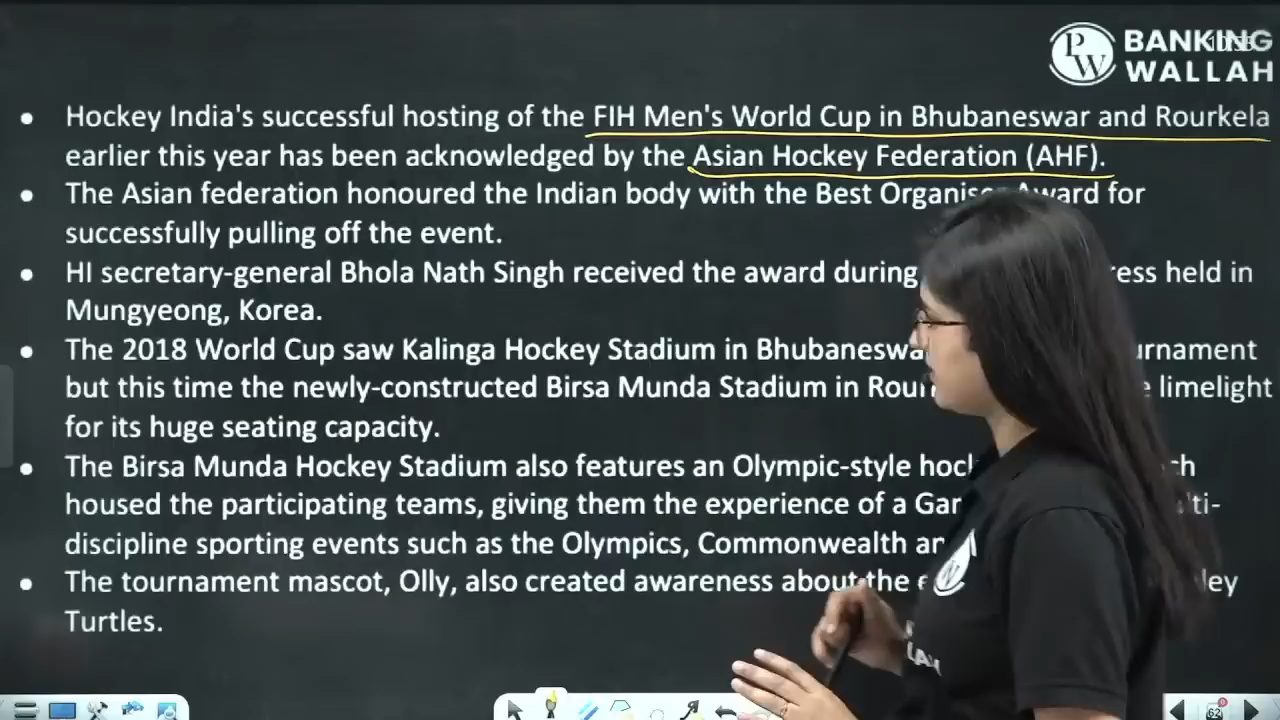 PW BANKING
WALLAH
• Hockey India's successful hosting of the FIH Men's World Cup in Bhubaneswar and Rourkela
earlier this year has been acknowledged by the Asian Hockey Federation (AHF).
• The Asian federation honoured the Indian body with the Best Organiser Award for
successfully pulling off the event.
• HI secretary-general Bhola Nath Singh received the award during held in
Mungyeong, Korea.
• The 2018 World Cup saw Kalinga Hockey Stadium in
but this time the newly-constructed Birsa Munda Stadium in limelight
for its huge seating capacity.
• The Birsa Munda Hockey Stadium also features an Olympic-style
housed the participating teams, giving them the experience of a
discipline sporting events such as the Olympics, Commonwealth
• The tournament mascot, Olly, also created awareness about the
Turtles.
62